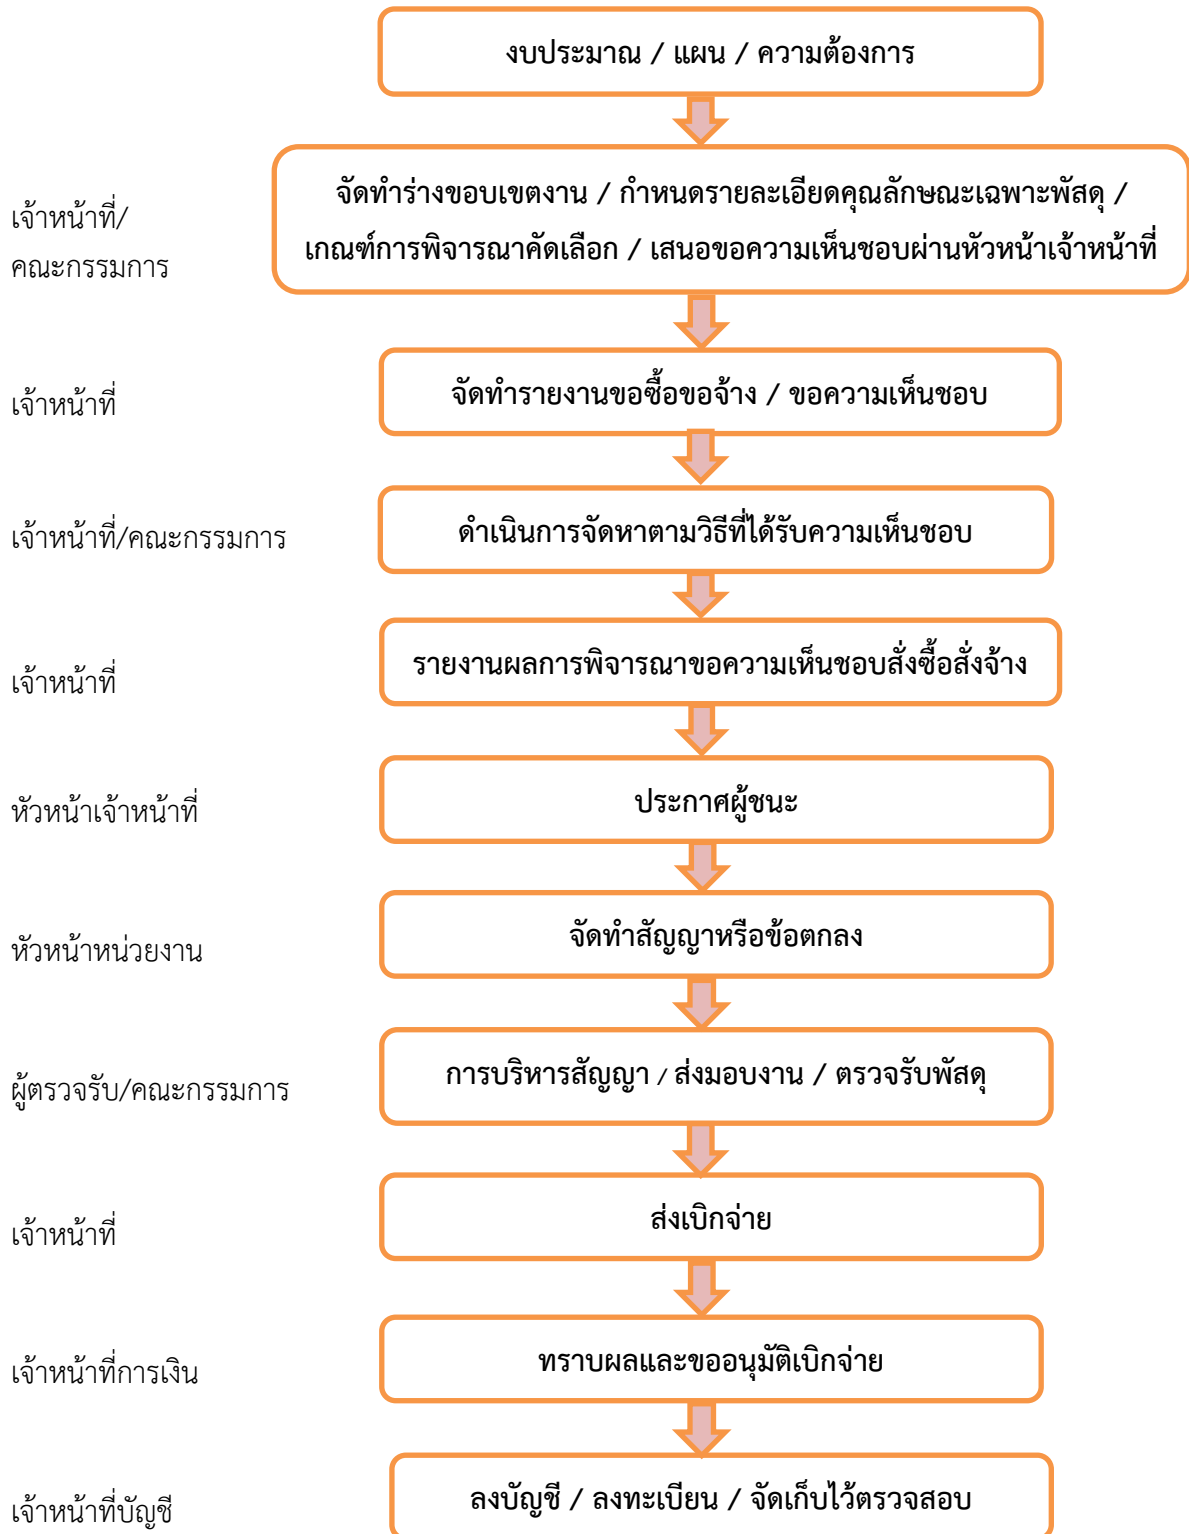 งบประมาณ / แผน / ความต้องการ
จัดทำร่างขอบเขตงาน / กำหนดรายละเอียดคุณลักษณะเฉพาะพัสดุ /
เกณฑ์การพิจารณาคัดเลือก / เสนอขอความเห็นชอบผ่านหัวหน้าเจ้าหน้าที่
เจ้าหน้าที่/
คณะกรรมการ
เจ้าหน้าที่
จัดทำรายงานขอซื้อขอจ้าง / ขอความเห็นชอบ
เจ้าหน้าที่/คณะกรรมการ
ดำเนินการจัดหาตามวิธีที่ได้รับความเห็นชอบ
เจ้าหน้าที่
รายงานผลการพิจารณาขอความเห็นชอบสั่งซื้อสั่งจ้าง
หัวหน้าเจ้าหน้าที่
ประกาศผู้ชนะ
หัวหน้าหน่วยงาน
จัดทำสัญญาหรือข้อตกลง
ผู้ตรวจรับ/คณะกรรมการ
การบริหารสัญญา / ส่งมอบงาน / ตรวจรับพัสดุ
เจ้าหน้าที่
ส่งเบิกจ่าย
เจ้าหน้าที่การเงิน
ทราบผลและขออนุมัติเบิกจ่าย
เจ้าหน้าที่บัญชี
ลงบัญชี / ลงทะเบียน / จัดเก็บไว้ตรวจสอบ